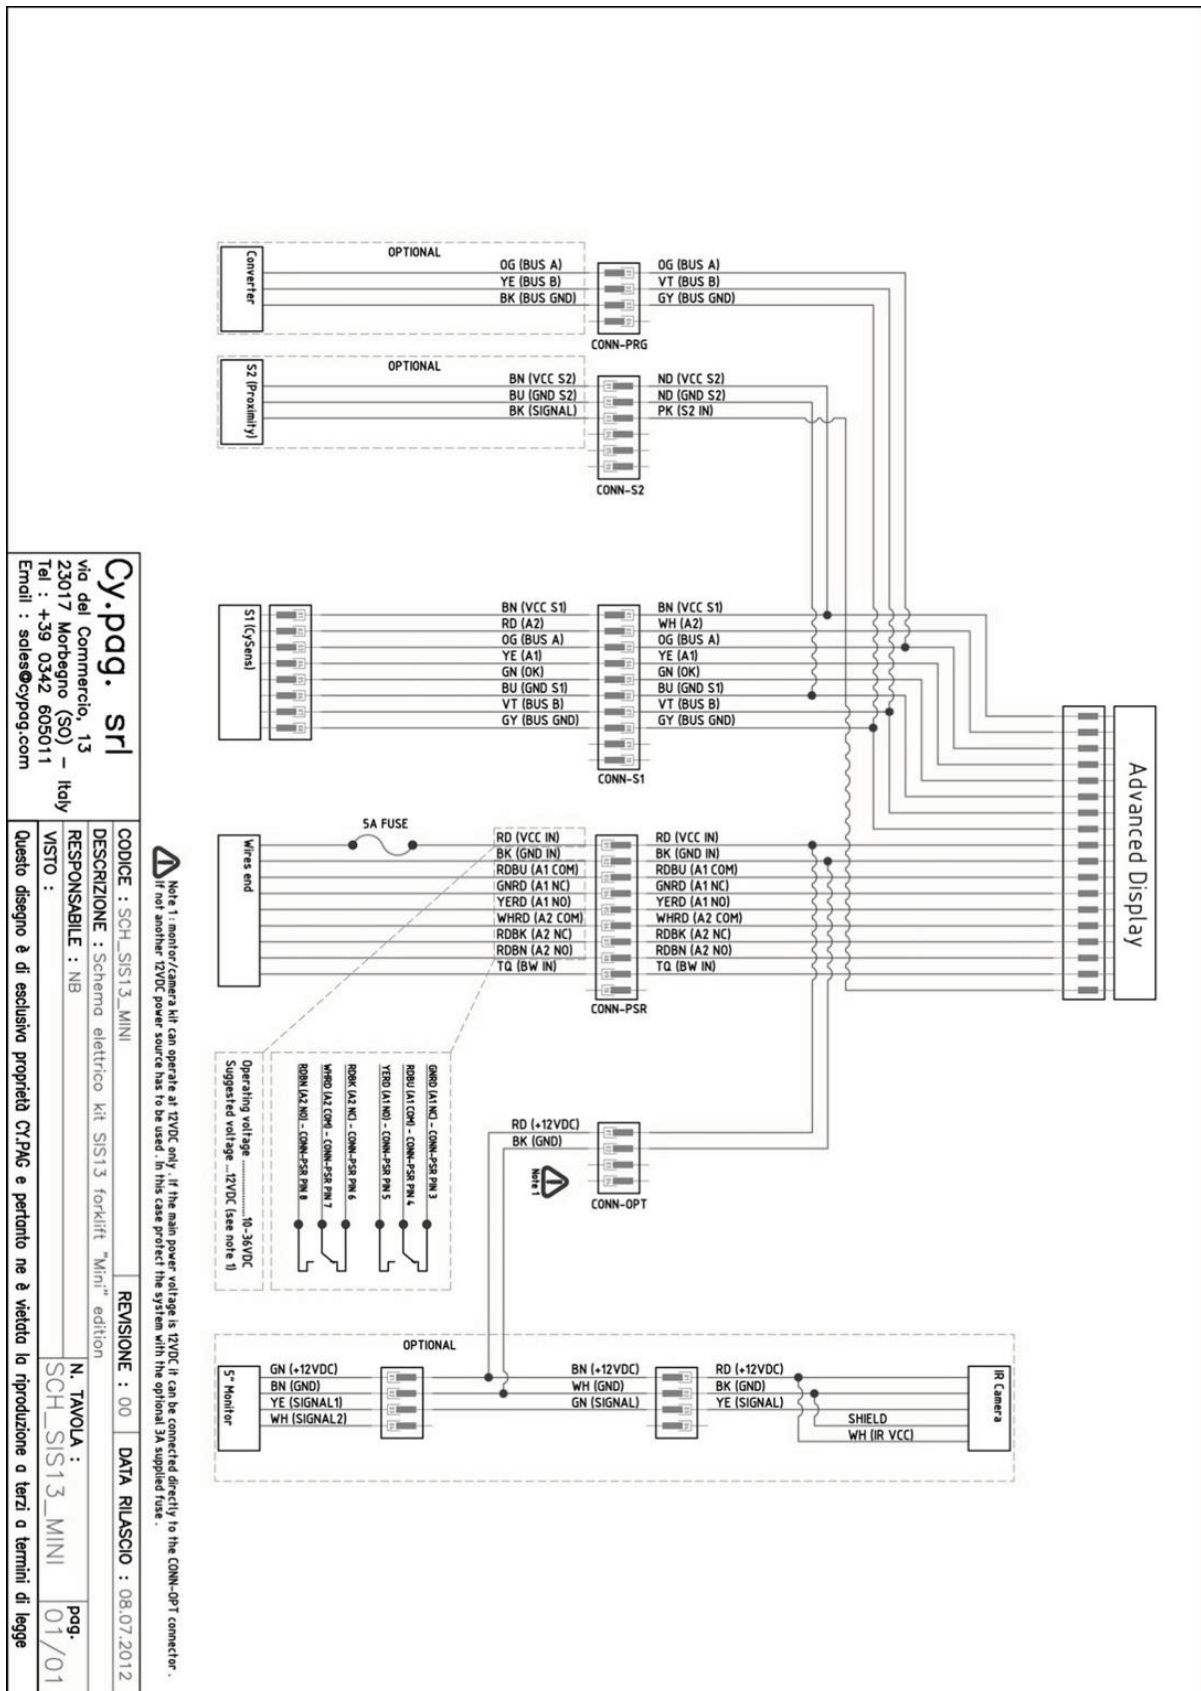 OPTIONAL
Converter
OG (BUS A)
YE (BUS B)
BK (BUS GND)
OG (BUS A)
VT (BUS B)
GY (BUS GND)
CONN-PRG
OPTIONAL
S2 (Proximity)
BN (VCC S2)
BU (GND S2)
BK (SIGNAL)
ND (VCC S2)
ND (GND S2)
PK (S2 IN)
CONN-S2
S1 (CySens)
BN (VCC S1)
RD (A2)
OG (BUS A)
YE (A1)
GN (OK)
BU (GND S1)
VT (BUS B)
GY (BUS GND)
BN (VCC S1)
WH (A2)
OG (BUS A)
YE (A1)
GN (OK)
BU (GND S1)
VT (BUS B)
GY (BUS GND)
CONN-S1
Advanced Display
Wires end
5A FUSE
RD (VCC IN)
BK (GND IN)
RDBU (A1 COM)
GNRD (A1 NC)
YERD (A1 NO)
WHRD (A2 COM)
RDBK (A2 NC)
RDBN (A2 NO)
TQ (BW IN)
RD (VCC IN)
BK (GND IN)
RDBU (A1 COM)
GNRD (A1 NC)
YERD (A1 NO)
WHRD (A2 COM)
RDBK (A2 NC)
RDBN (A2 NO)
TQ (BW IN)
CONN-PSR
GNRD (A1 NC) - CONN-PSR PIN 3
RDBU (A1 COM) - CONN-PSR PIN 4
YERD (A1 NO) - CONN-PSR PIN 5
RDBK (A2 NC) - CONN-PSR PIN 6
WHRD (A2 COM) - CONN-PSR PIN 7
RDBN (A2 NO) - CONN-PSR PIN 8
Operating voltage ................10-36VDC
Suggested voltage ...12VDC (see note 1)
RD (+12VDC)
BK (GND)
Note 1
CONN-OPT
OPTIONAL
5" Monitor
GN (+12VDC)
BN (GND)
YE (SIGNAL1)
WH (SIGNAL2)
BN (+12VDC)
WH (GND)
GN (SIGNAL)
RD (+12VDC)
BK (GND)
YE (SIGNAL)
SHIELD
WH (IR VCC)
IR Camera
Note 1 : montor/camera kit can operate at 12VDC only . If the main power voltage is 12VDC it can be connected directly to the CONN-OPT connector .
If not another 12VDC power source has to be used . In this case protect the system with the optional 3A supplied fuse .
Cy.pag. srl
via del Commercio, 13
23017 Morbegno (SO) – Italy
Tel : +39 0342 605011
Email : sales@cypag.com
CODICE : SCH_SIS13_MINI
REVISIONE : 00
DATA RILASCIO : 08.07.2012
DESCRIZIONE : Schema elettrico kit SIS13 forklift "Mini" edition
RESPONSABILE : NB
VISTO :
N. TAVOLA :
SCH_SIS13_MINI
pag.
01/01
Questo disegno è di esclusiva proprietà CY.PAG e pertanto ne è vietata la riproduzione a terzi a termini di legge